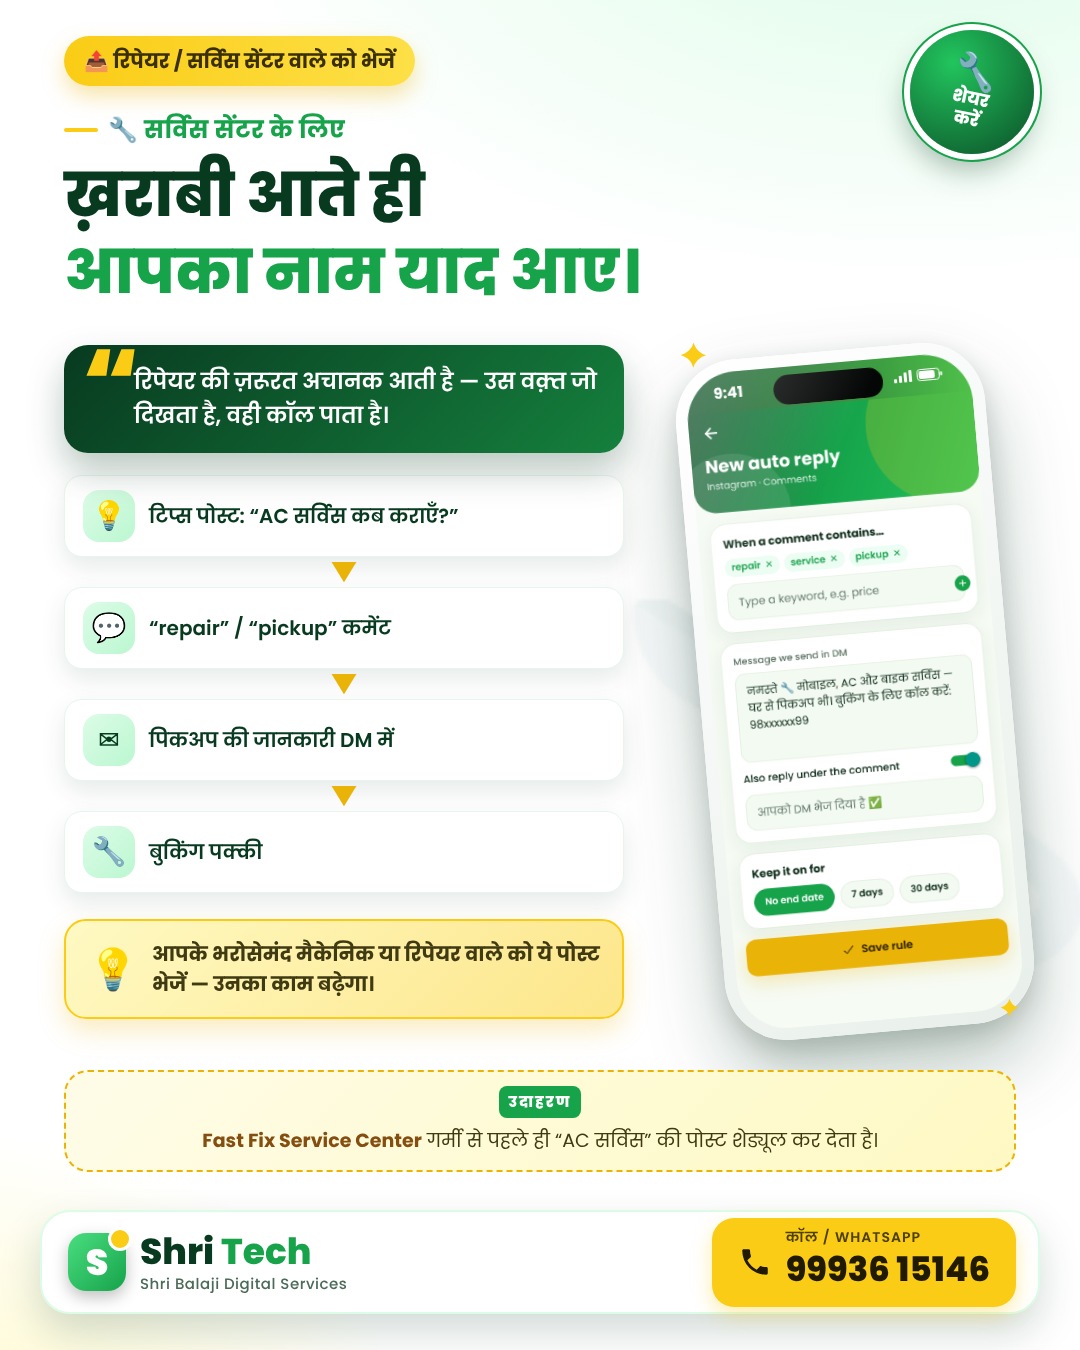 📤 रिपेयर / सर्विस सेंटर वाले को भेजें
🔧 शेयर
करें
🔧 सर्विस सेंटर के लिए
ख़राबी आते ही
आपका नाम याद आए।
रिपेयर की ज़रूरत अचानक आती है — उस वक़्त जो
दिखता है, वही कॉल पाता है।
💡 टिप्स पोस्ट: “AC सर्विस कब कराएँ?”
💬 “repair” / “pickup” कमेंट
✉ पिकअप की जानकारी DM में
🔧 बुकिंग पक्की
💡 आपके भरोसेमंद मैकेनिक या रिपेयर वाले को ये पोस्ट
भेजें — उनका काम बढ़ेगा।
9:41
New auto reply
Instagram · Comments
When a comment contains...
repair × service × pickup ×
Type a keyword, e.g. price
Message we send in DM
नमस्ते 🔧 मोबाइल, AC और बाइक सर्विस —
घर से पिकअप भी। बुकिंग के लिए कॉल करें:
98xxxxxx99
Also reply under the comment
आपको DM भेज दिया है ✅
Keep it on for
No end date 7 days 30 days
✓ Save rule
उदाहरण
Fast Fix Service Center गर्मी से पहले ही “AC सर्विस” की पोस्ट शेड्यूल कर देता है।
S
Shri Tech
Shri Balaji Digital Services
कॉल / WHATSAPP
99936 15146